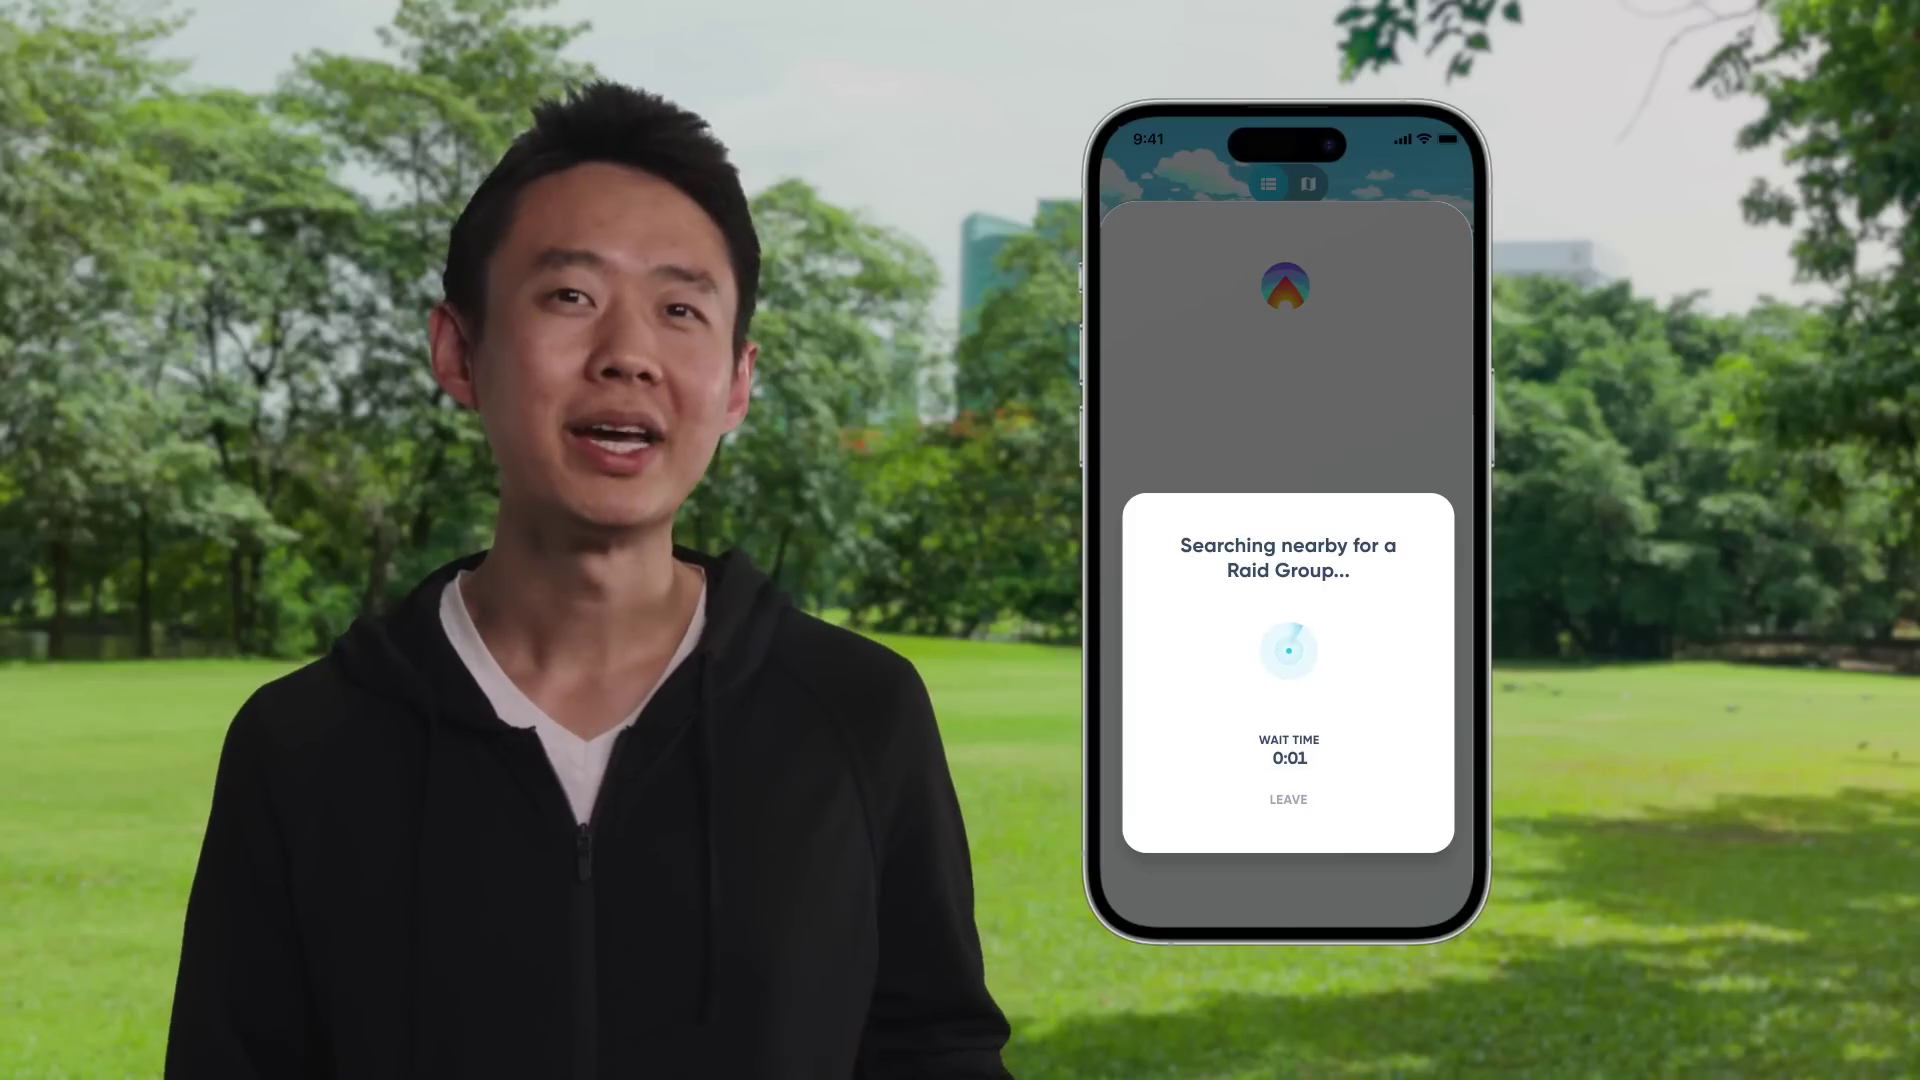 9:41
Searching nearby for a
Raid Group...
WAIT TIME
0:01
LEAVE